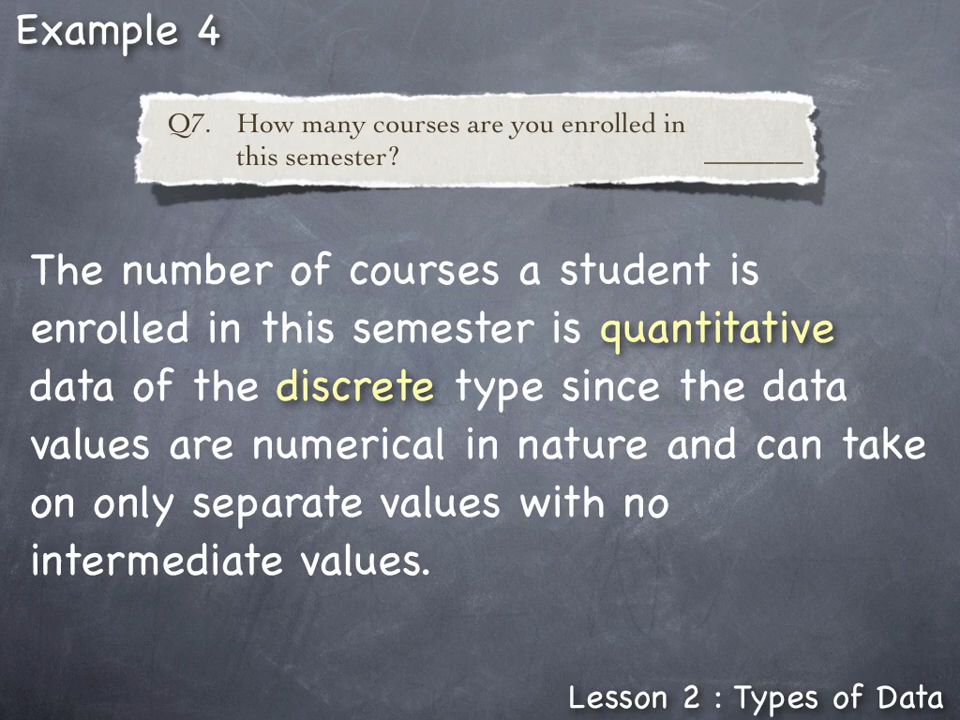 Example 4
Q7. How many courses are you enrolled in
this semester? _______
The number of courses a student is
enrolled in this semester is quantitative
data of the discrete type since the data
values are numerical in nature and can take
on only separate values with no
intermediate values.
Lesson 2 : Types of Data